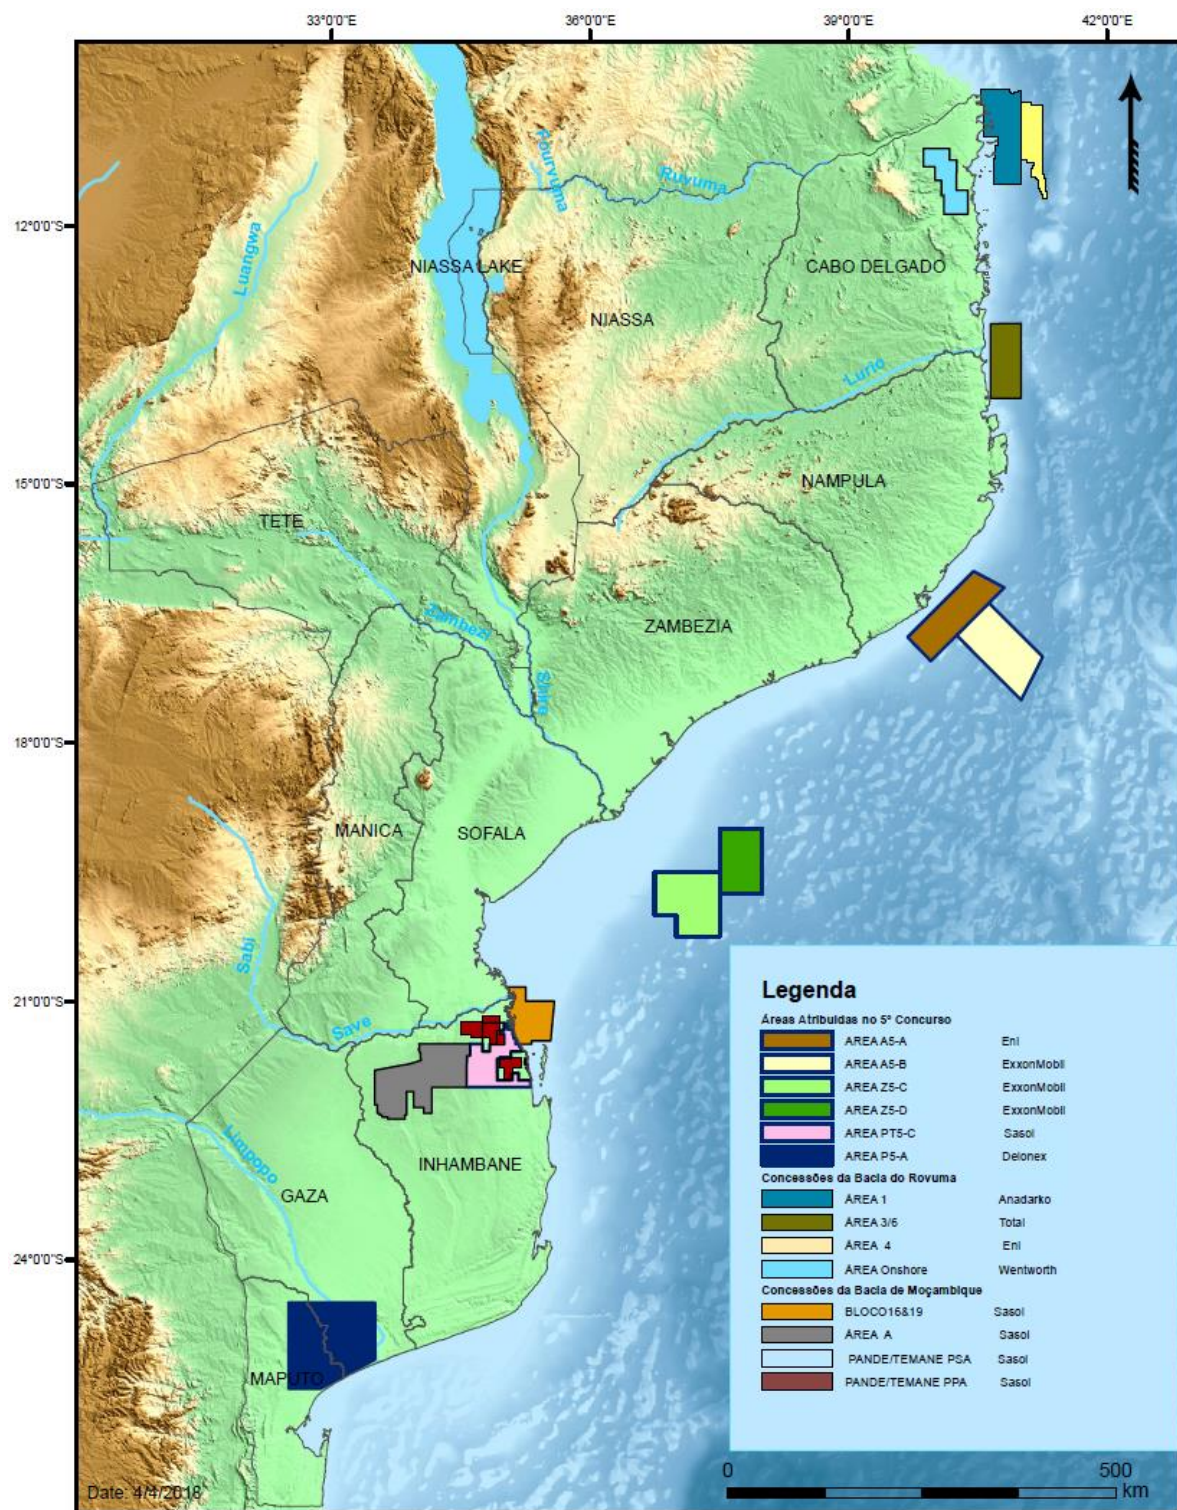 33°0'0"E 36°0'0"E 39°0'0"E 42°0'0"E
12°0'0"S
15°0'0"S
18°0'0"S
21°0'0"S
24°0'0"S
Rourvuma
Ruvuma
Luangwa
NIASSA LAKE
CABO DELGADO
NIASSA
Lurio
NAMPULA
TETE
Zambezi
ZAMBEZIA
Shire
MANICA
SOFALA
Sabi
Save
Limpopo
INHAMBANE
GAZA
MAPUTO
Legenda
Áreas Atribuidas no 5º Concurso
AREA A5-A Eni
AREA A5-B ExxonMobil
AREA Z5-C ExxonMobil
AREA Z5-D ExxonMobil
AREA PT5-C Sasol
AREA P5-A Delonex
Concessões da Bacia do Rovuma
ÁREA 1 Anadarko
ÁREA 3/6 Total
ÁREA 4 Eni
ÁREA Onshore Wentworth
Concessões da Bacia de Moçambique
BLOCO16&19 Sasol
ÁREA A Sasol
PANDE/TEMANE PSA Sasol
PANDE/TEMANE PPA Sasol
0 500
km
Date: 4/4/2018